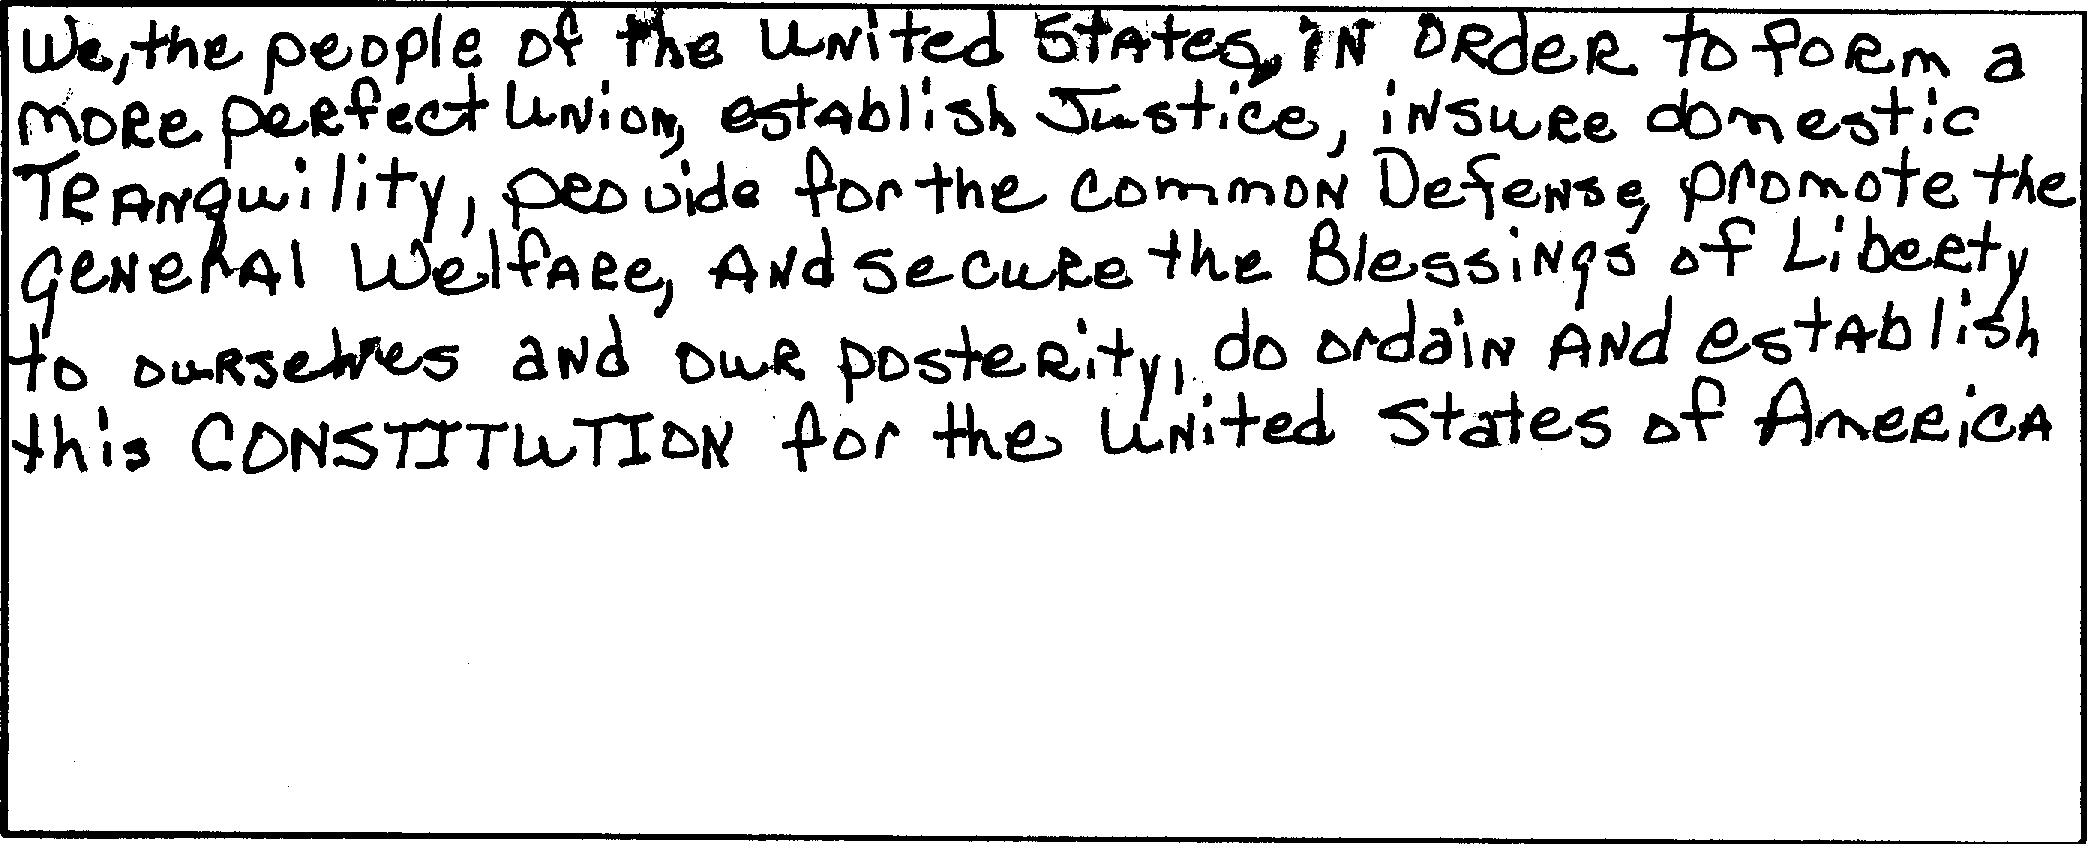 We, the people of the United States, in order to form a
more perfect Union, establish Justice, insure domestic
Tranquility, provide for the common Defense, promote the
general Welfare, and secure the Blessings of Liberty
to ourselves and our posterity, do ordain and establish
this CONSTITUTION for the United States of America